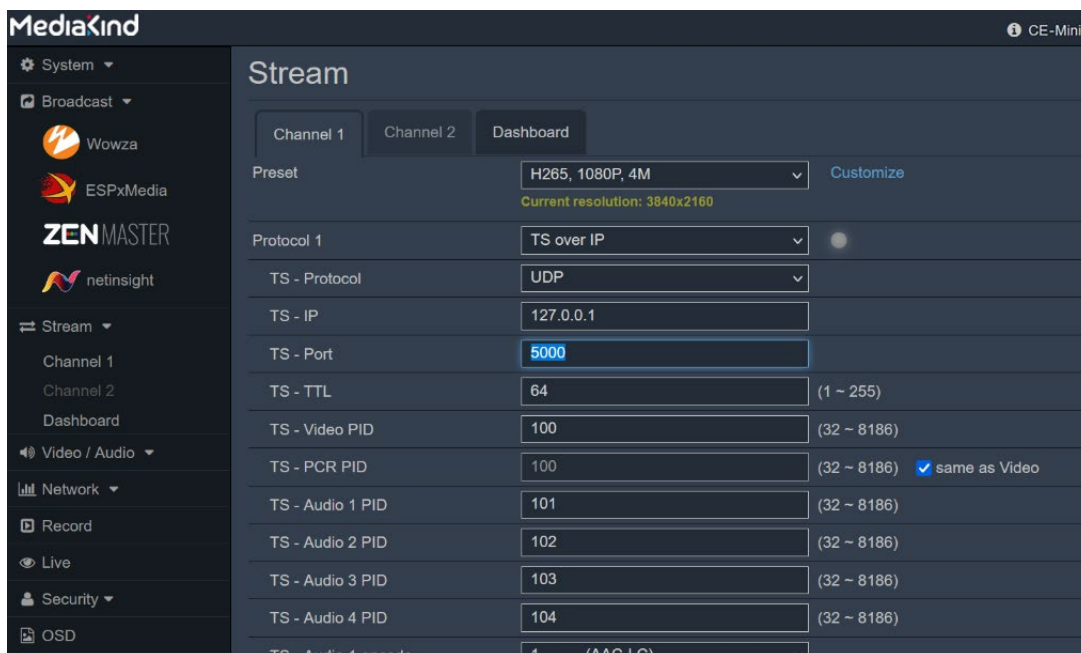 MediaKind
CE-Mini
System
Broadcast
Wowza
ESPxMedia
ZENMASTER
netinsight
Stream
Channel 1
Channel 2
Dashboard
Video / Audio
Network
Record
Live
Security
OSD
Stream
Channel 1 Channel 2 Dashboard
Preset H265, 1080P, 4M Customize
Current resolution: 3840x2160
Protocol 1 TS over IP
TS - Protocol UDP
TS - IP 127.0.0.1
TS - Port 5000
TS - TTL 64 (1 ~ 255)
TS - Video PID 100 (32 ~ 8186)
TS - PCR PID 100 (32 ~ 8186) same as Video
TS - Audio 1 PID 101 (32 ~ 8186)
TS - Audio 2 PID 102 (32 ~ 8186)
TS - Audio 3 PID 103 (32 ~ 8186)
TS - Audio 4 PID 104 (32 ~ 8186)